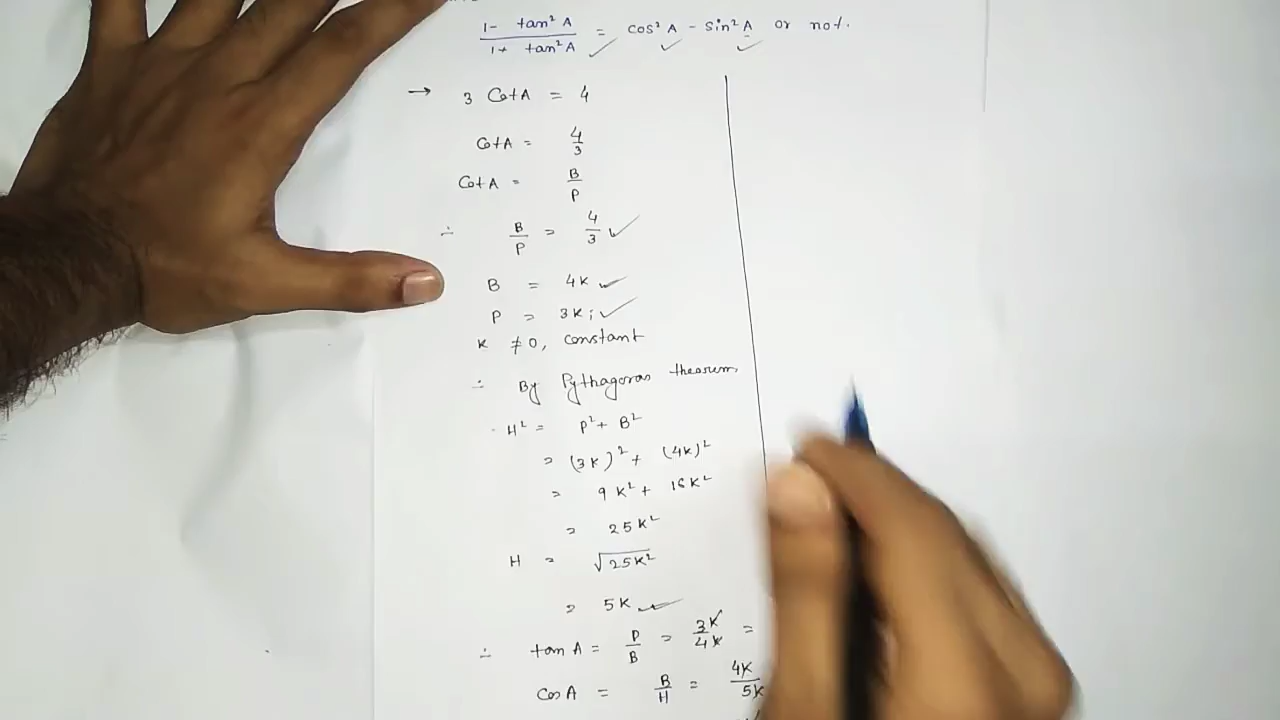 1- tan² A / 1+ tan² A = cos² A - sin² A or not.
→ 3 Cot A = 4
Cot A = 4/3
Cot A = B/P
∴ B/P = 4/3 ✓
B = 4K ✓
P = 3K; ✓
K ≠ 0, constant
∴ By Pythagoras theorem,
H² = P² + B²
= (3K)² + (4K)²
= 9K² + 16K²
= 25K²
H = √25K²
= 5K ✓
∴ tan A = P/B = 3K/4K =
cos A = B/H = 4K/5K